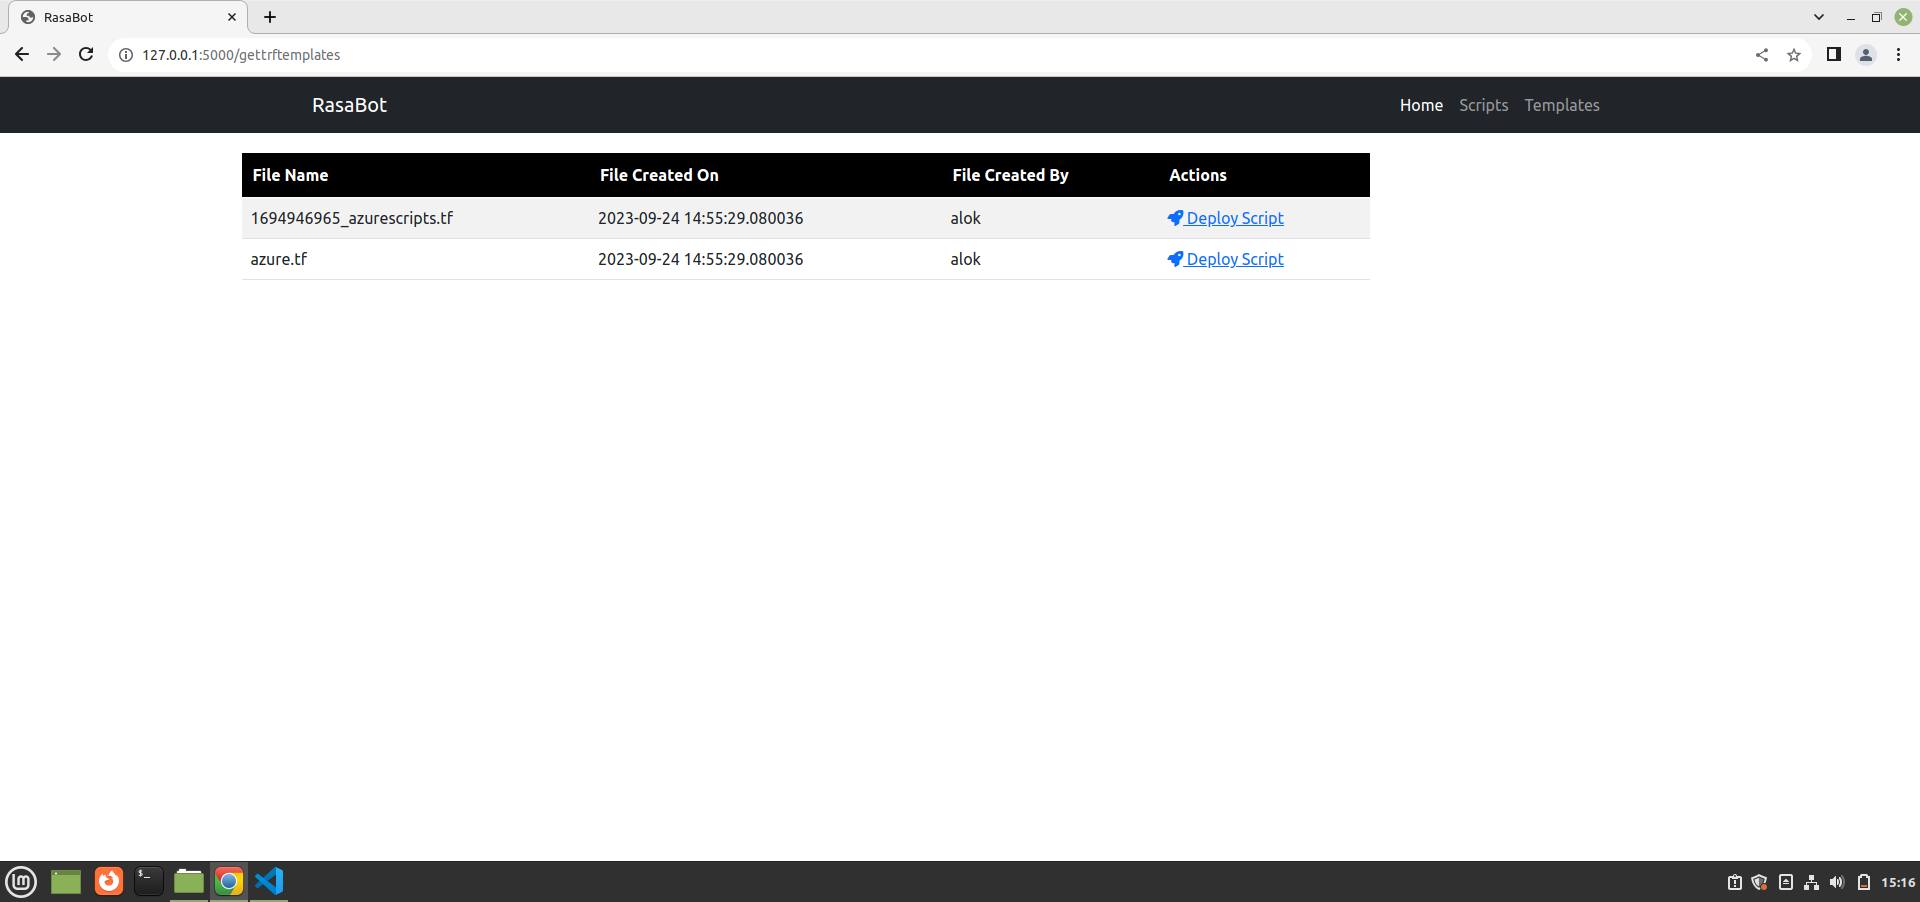 RasaBot
127.0.0.1:5000/gettrftemplates
RasaBot Home Scripts Templates
File Name File Created On File Created By Actions
1694946965_azurescripts.tf 2023-09-24 14:55:29.080036 alok Deploy Script
azure.tf 2023-09-24 14:55:29.080036 alok Deploy Script
$_ 15:16